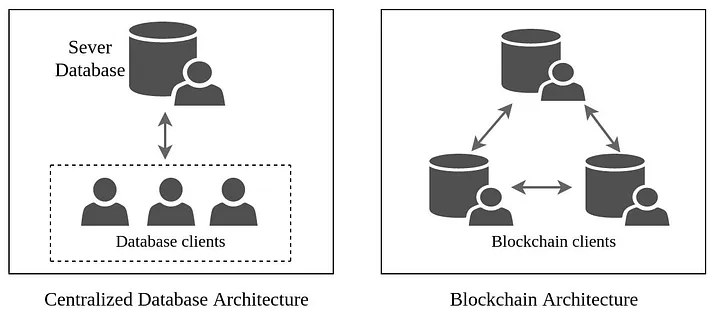 Sever
Database
Database clients
Centralized Database Architecture
Blockchain clients
Blockchain Architecture